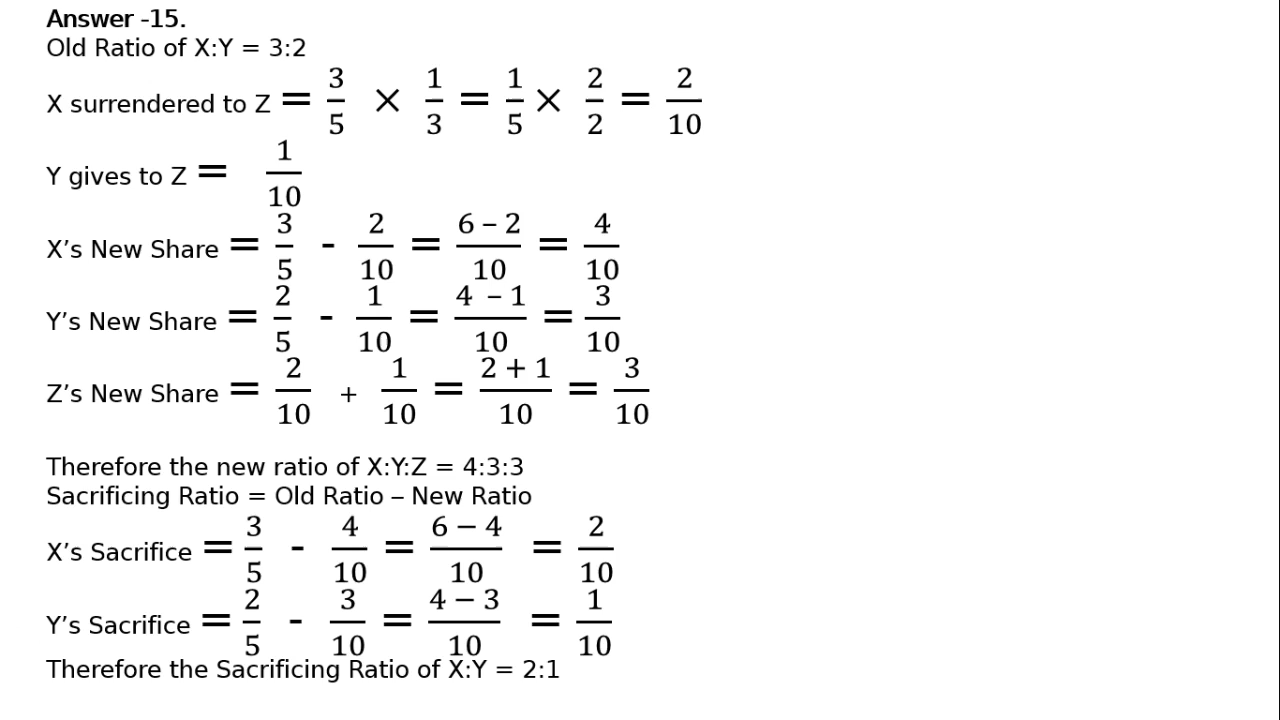 Answer -15.
Old Ratio of X:Y = 3:2
X surrendered to Z = 3/5 × 1/3 = 1/5 × 2/2 = 2/10
Y gives to Z = 1/10
X’s New Share = 3/5 - 2/10 = 6 – 2/10 = 4/10
Y’s New Share = 2/5 - 1/10 = 4 – 1/10 = 3/10
Z’s New Share = 2/10 + 1/10 = 2 + 1/10 = 3/10
Therefore the new ratio of X:Y:Z = 4:3:3
Sacrificing Ratio = Old Ratio – New Ratio
X’s Sacrifice = 3/5 - 4/10 = 6 − 4/10 = 2/10
Y’s Sacrifice = 2/5 - 3/10 = 4 − 3/10 = 1/10
Therefore the Sacrificing Ratio of X:Y = 2:1